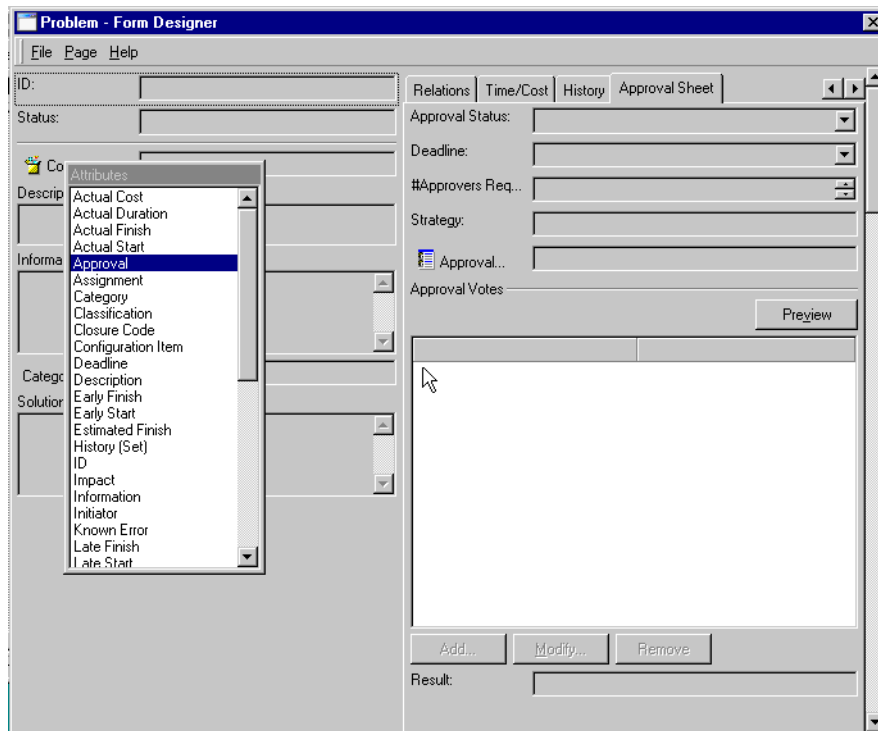 Problem - Form Designer
File Page Help
ID:
Status:
Co
Descrip
Informa
Catego
Solution
Attributes
Actual Cost
Actual Duration
Actual Finish
Actual Start
Approval
Assignment
Category
Classification
Closure Code
Configuration Item
Deadline
Description
Early Finish
Early Start
Estimated Finish
History (Set)
ID
Impact
Information
Initiator
Known Error
Late Finish
Late Start
Relations Time/Cost History Approval Sheet
Approval Status:
Deadline:
#Approvers Req...
Strategy:
Approval...
Approval Votes
Preview
Add... Modify... Remove
Result: